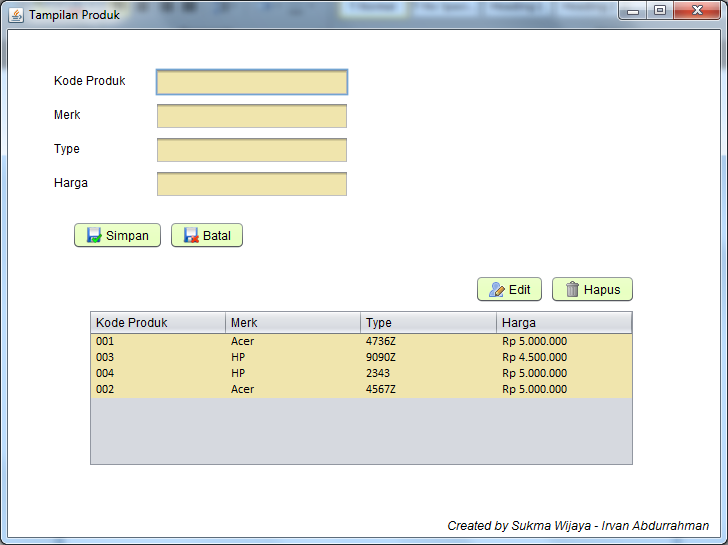 Tampilan Produk
Kode Produk
Merk
Type
Harga
Simpan Batal
Edit Hapus
Kode Produk Merk Type Harga
001 Acer 4736Z Rp 5.000.000
003 HP 9090Z Rp 4.500.000
004 HP 2343 Rp 5.000.000
002 Acer 4567Z Rp 5.000.000
Created by Sukma Wijaya - Irvan Abdurrahman